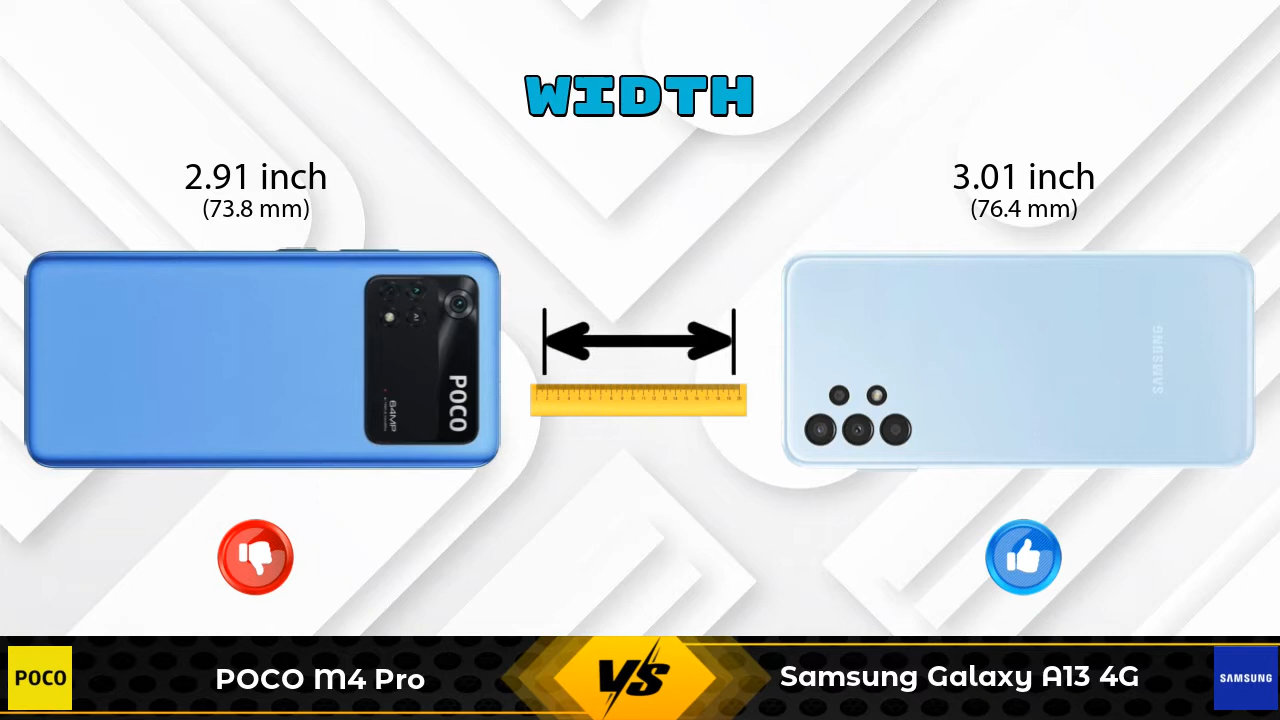 WIDTH
2.91 inch
(73.8 mm)
3.01 inch
(76.4 mm)
AI
POCO
64MP
SAMSUNG
POCO
POCO M4 Pro
VS
Samsung Galaxy A13 4G
SAMSUNG